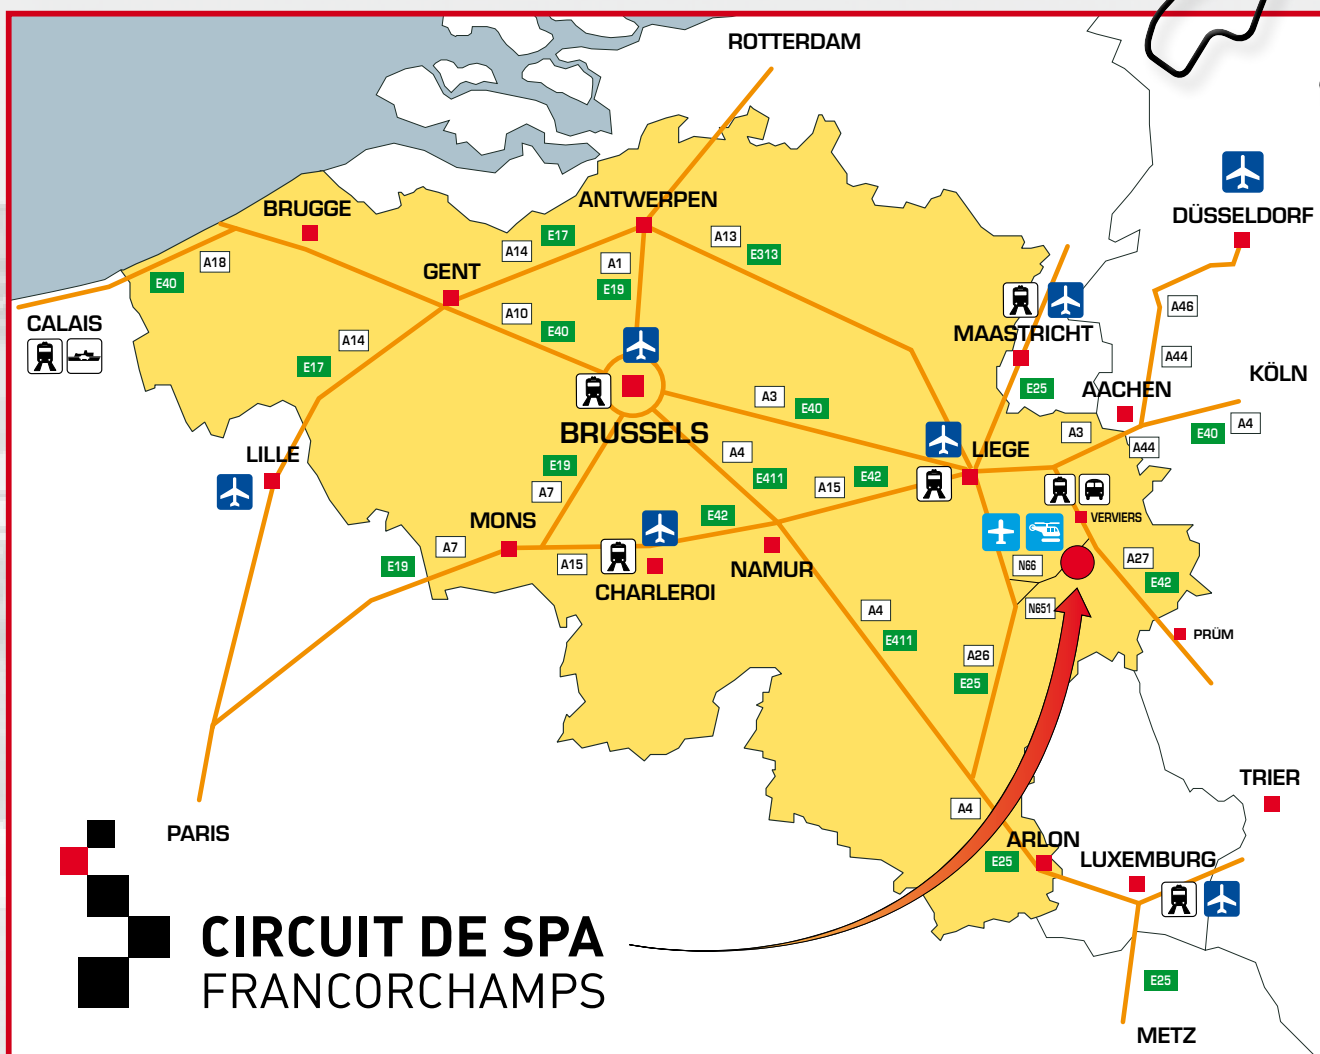 ROTTERDAM
DÜSSELDORF
ANTWERPEN
BRUGGE
E17
A13
A14
E313
A18
A1
GENT
E40
E19
A46
A10
CALAIS
E40
MAASTRICHT
A14
A44
E17
KÖLN
AACHEN
E25
A3
E40
A4
A3
E40
BRUSSELS
A44
LIEGE
A4
LILLE
E19
E411
E42
A15
A7
MONS
E42
VERVIERS
A7
A27
A15
N66
E19
NAMUR
E42
CHARLEROI
A4
N651
PRÜM
E411
A26
E25
TRIER
A4
PARIS
ARLON
E25
LUXEMBURG
CIRCUIT DE SPA
FRANCORCHAMPS
E25
METZ